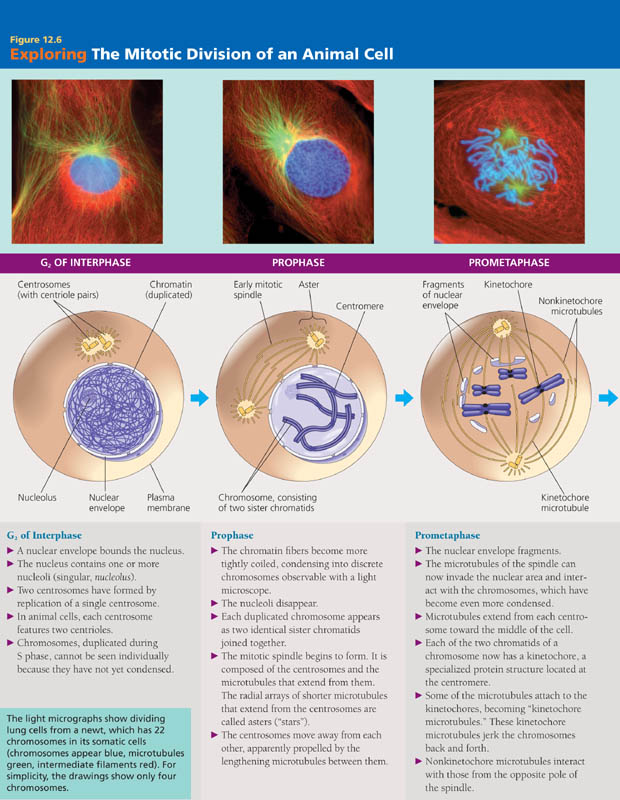 Figure 12.6
Exploring The Mitotic Division of an Animal Cell
G₂ OF INTERPHASE
PROPHASE
PROMETAPHASE
Centrosomes
(with centriole pairs)
Chromatin
(duplicated)
Nucleolus
Nuclear
envelope
Plasma
membrane
Early mitotic
spindle
Aster
Centromere
Chromosome, consisting
of two sister chromatids
Fragments
of nuclear
envelope
Kinetochore
Nonkinetochore
microtubules
Kinetochore
microtubule
G₂ of Interphase
▶ A nuclear envelope bounds the nucleus.
▶ The nucleus contains one or more
nucleoli (singular, nucleolus).
▶ Two centrosomes have formed by
replication of a single centrosome.
▶ In animal cells, each centrosome
features two centrioles.
▶ Chromosomes, duplicated during
S phase, cannot be seen individually
because they have not yet condensed.
The light micrographs show dividing
lung cells from a newt, which has 22
chromosomes in its somatic cells
(chromosomes appear blue, microtubules
green, intermediate filaments red). For
simplicity, the drawings show only four
chromosomes.
Prophase
▶ The chromatin fibers become more
tightly coiled, condensing into discrete
chromosomes observable with a light
microscope.
▶ The nucleoli disappear.
▶ Each duplicated chromosome appears
as two identical sister chromatids
joined together.
▶ The mitotic spindle begins to form. It is
composed of the centrosomes and the
microtubules that extend from them.
The radial arrays of shorter microtubules
that extend from the centrosomes are
called asters (“stars”).
▶ The centrosomes move away from each
other, apparently propelled by the
lengthening microtubules between them.
Prometaphase
▶ The nuclear envelope fragments.
▶ The microtubules of the spindle can
now invade the nuclear area and inter-
act with the chromosomes, which have
become even more condensed.
▶ Microtubules extend from each centro-
some toward the middle of the cell.
▶ Each of the two chromatids of a
chromosome now has a kinetochore, a
specialized protein structure located at
the centromere.
▶ Some of the microtubules attach to the
kinetochores, becoming “kinetochore
microtubules.” These kinetochore
microtubules jerk the chromosomes
back and forth.
▶ Nonkinetochore microtubules interact
with those from the opposite pole of
the spindle.